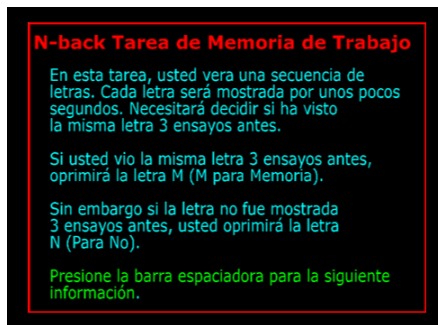 N-back Tarea de Memoria de Trabajo
En esta tarea, usted vera una secuencia de
letras. Cada letra será mostrada por unos pocos
segundos. Necesitará decidir si ha visto
la misma letra 3 ensayos antes.
Si usted vio la misma letra 3 ensayos antes,
oprimirá la letra M (M para Memoria).
Sin embargo si la letra no fue mostrada
3 ensayos antes, usted oprimirá la letra
N (Para No).
Presione la barra espaciadora para la siguiente
información.